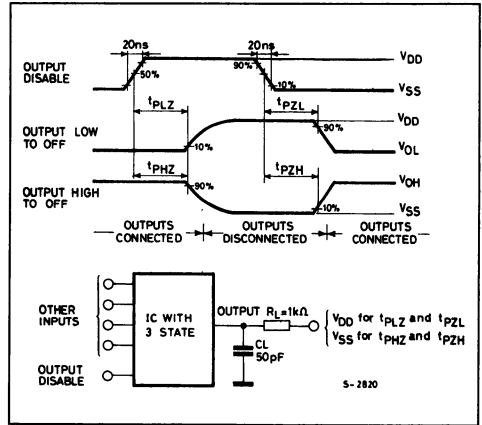 20ns 20ns
OUTPUT DISABLE
50%
90%
10%
VDD
VSS
tPLZ tPZL
VDD
OUTPUT LOW TO OFF
10%
90%
VOL
tPHZ tPZH
VOH
OUTPUT HIGH TO OFF
90%
10%
VSS
OUTPUTS CONNECTED
OUTPUTS DISCONNECTED
OUTPUTS CONNECTED
OTHER INPUTS
IC WITH 3 STATE
OUTPUT RL=1kΩ
CL 50pF
VDD for tPLZ and tPZL
VSS for tPHZ and tPZH
OUTPUT DISABLE
S-2820